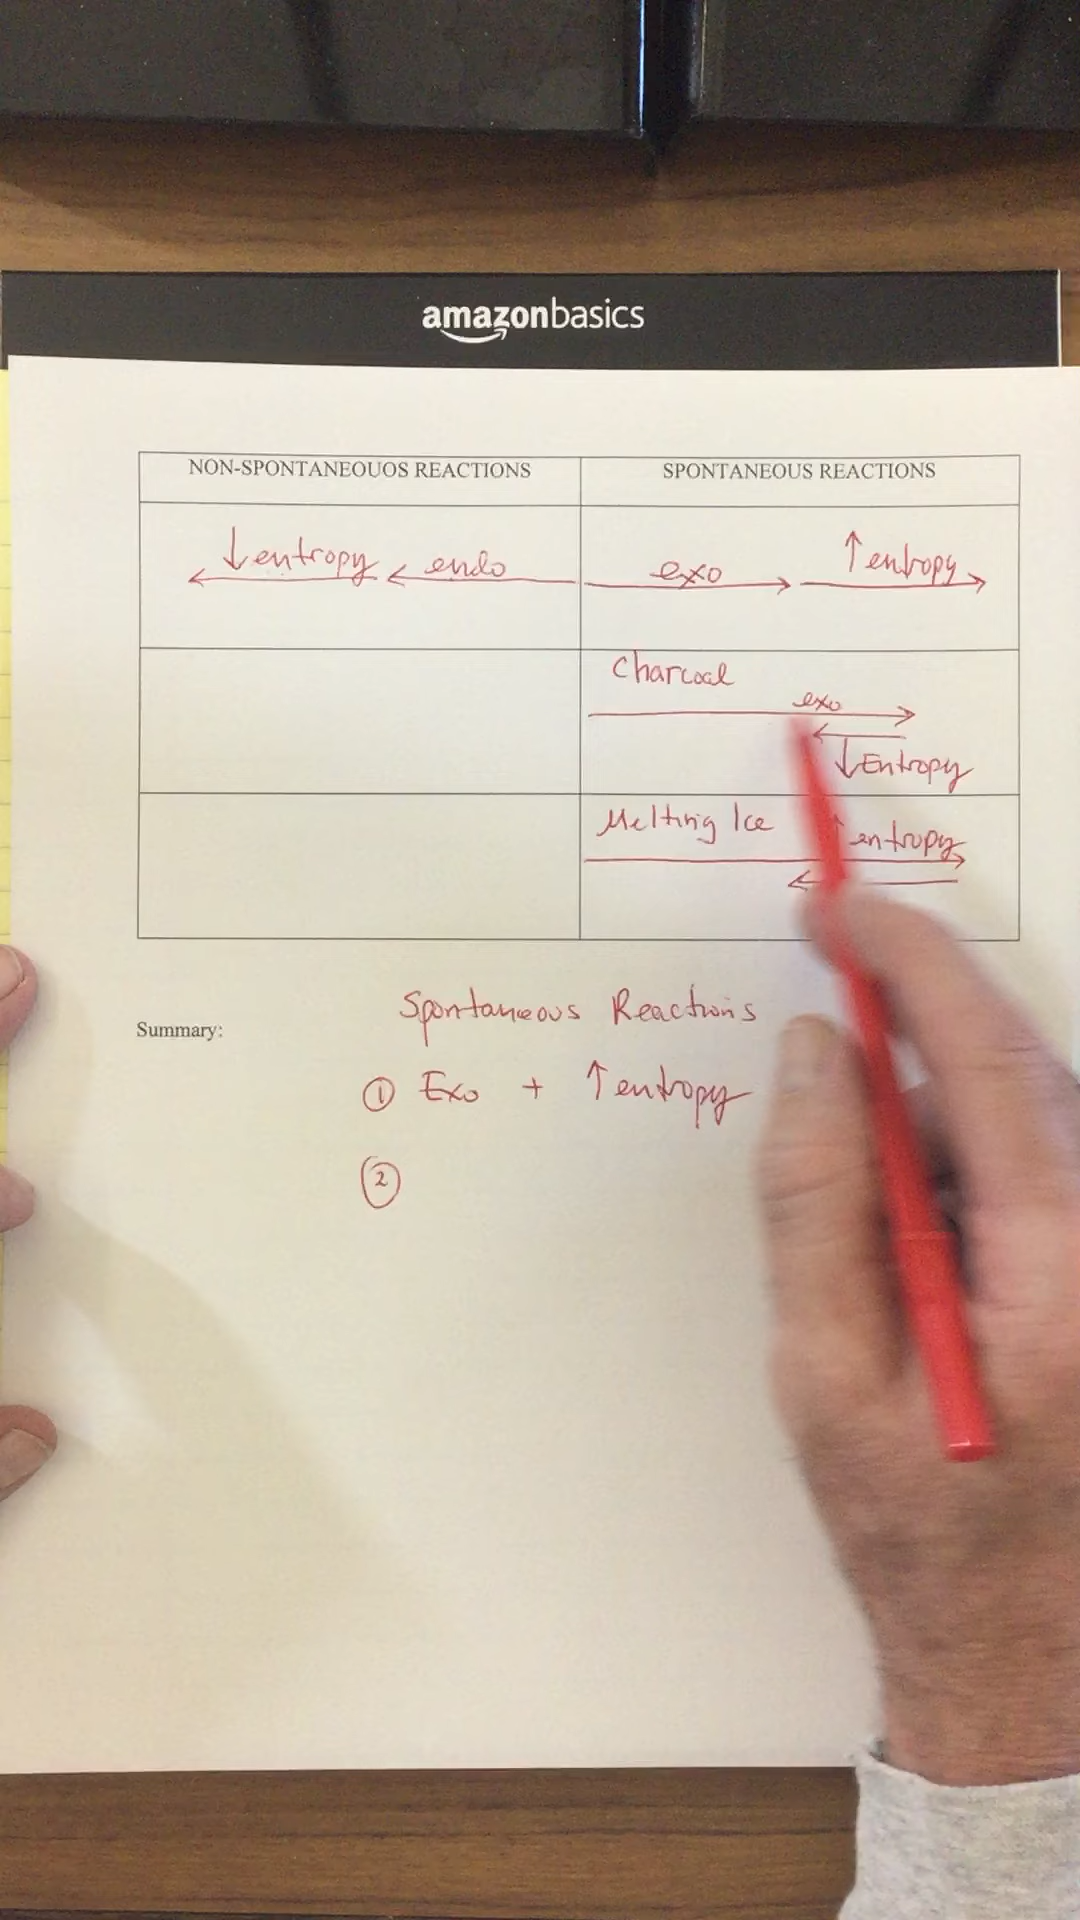 amazonbasics
NON-SPONTANEOUOS REACTIONS
SPONTANEOUS REACTIONS
↓entropy endo
exo ↑entropy
Charcoal
exo
↓Entropy
Melting Ice ↑entropy
Summary:
Spontaneous Reactions
① Exo + ↑entropy
②